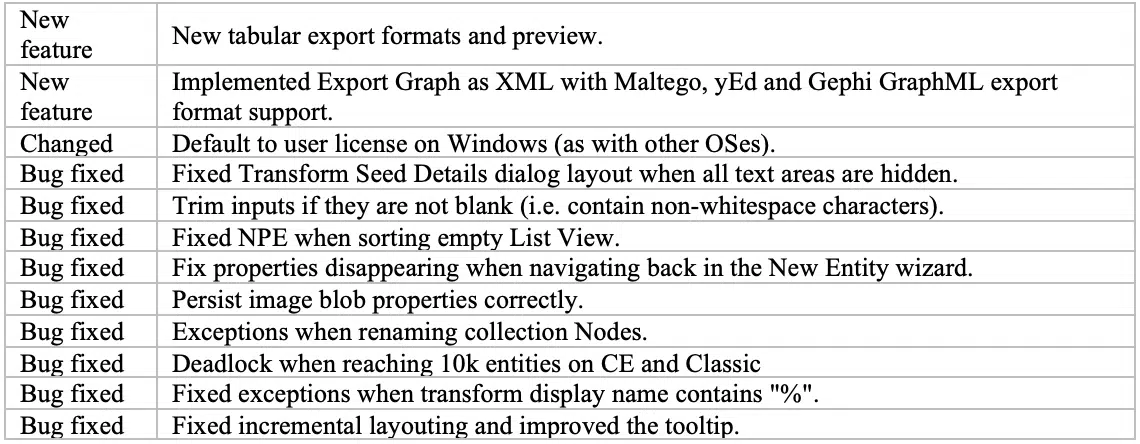 New
feature
New tabular export formats and preview.
New
feature
Implemented Export Graph as XML with Maltego, yEd and Gephi GraphML export
format support.
Changed
Default to user license on Windows (as with other OSes).
Bug fixed
Fixed Transform Seed Details dialog layout when all text areas are hidden.
Bug fixed
Trim inputs if they are not blank (i.e. contain non-whitespace characters).
Bug fixed
Fixed NPE when sorting empty List View.
Bug fixed
Fix properties disappearing when navigating back in the New Entity wizard.
Bug fixed
Persist image blob properties correctly.
Bug fixed
Exceptions when renaming collection Nodes.
Bug fixed
Deadlock when reaching 10k entities on CE and Classic
Bug fixed
Fixed exceptions when transform display name contains "%".
Bug fixed
Fixed incremental layouting and improved the tooltip.